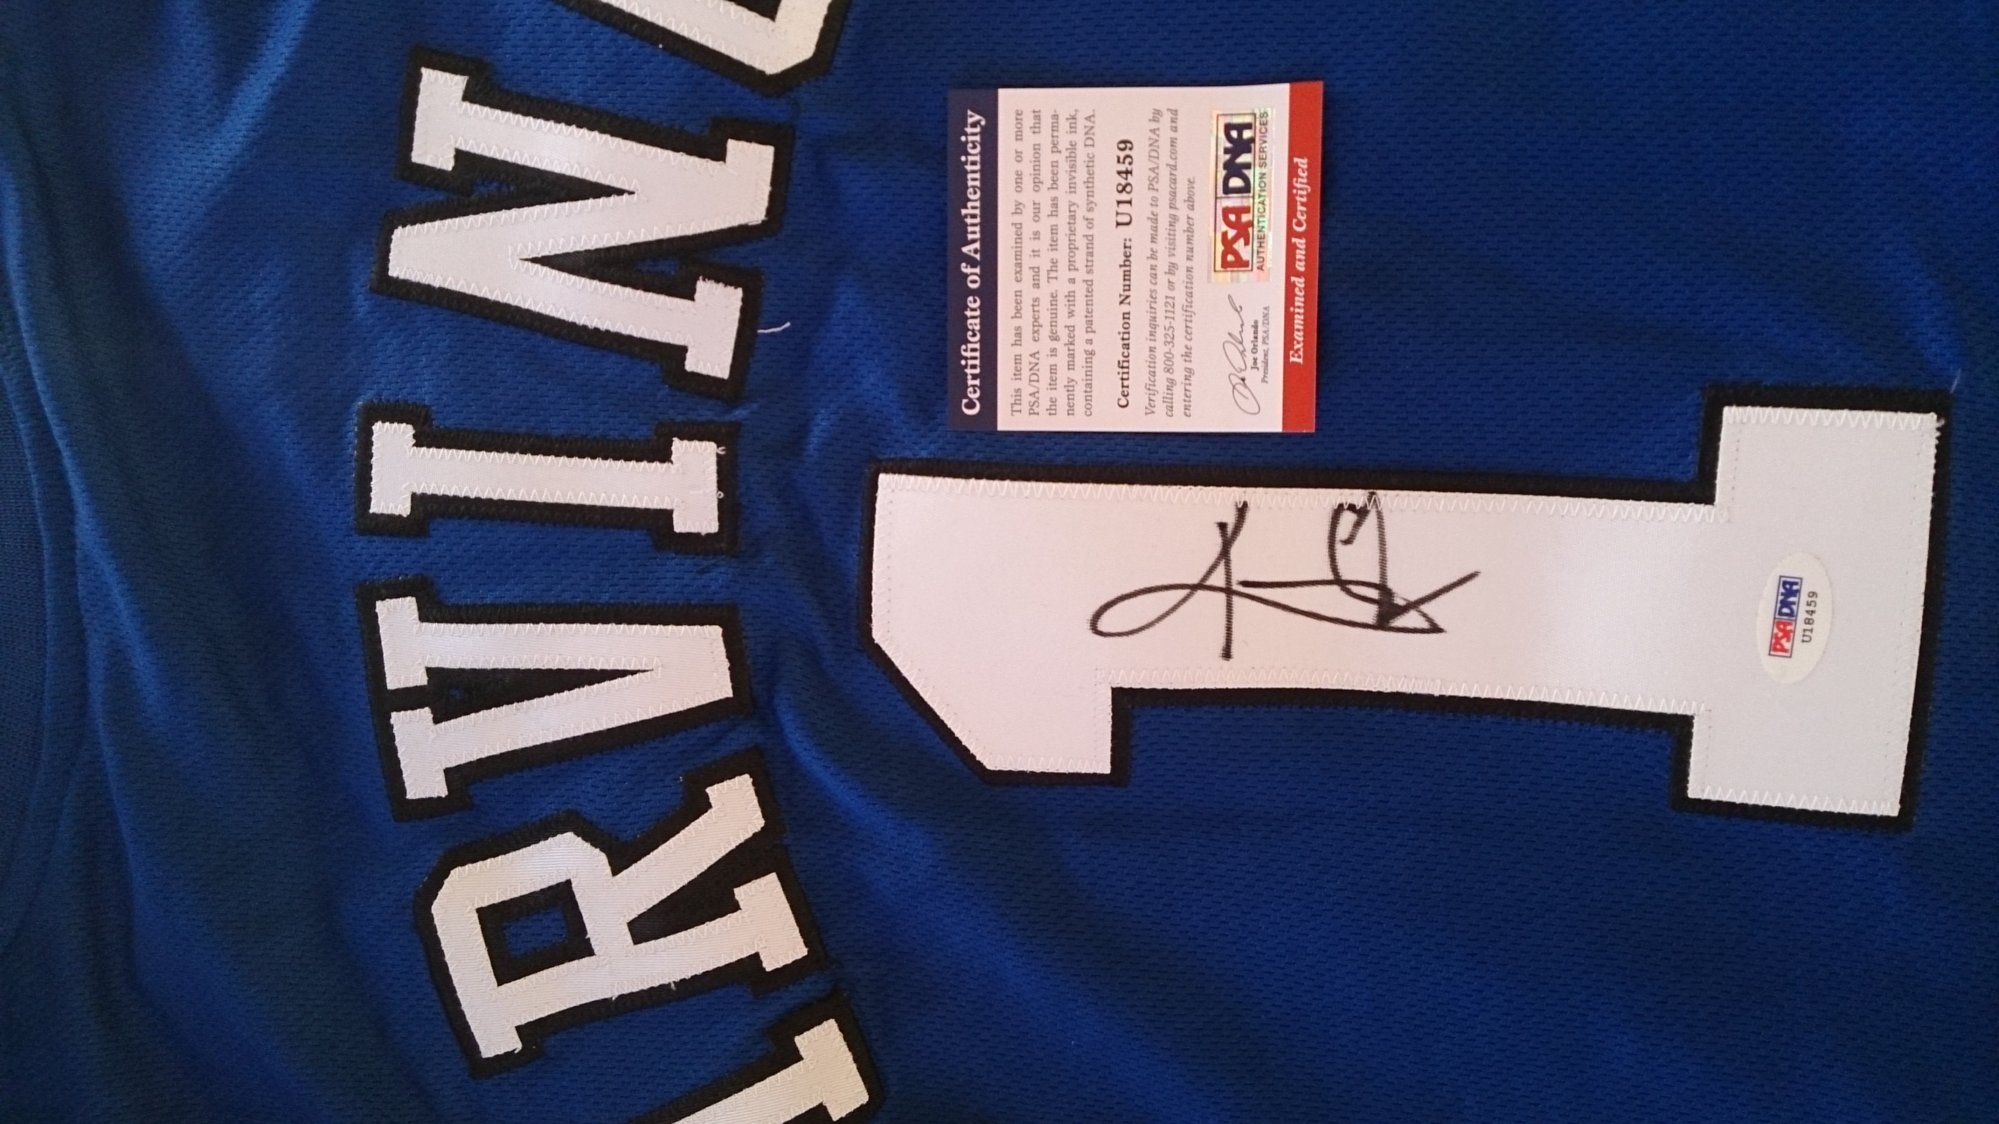 IRVING
1
Certificate of Authenticity
This item has been examined by one or more
PSA/DNA experts and it is our opinion that
the item is genuine. The item has been perma-
nently marked with a proprietary invisible ink,
containing a patented strand of synthetic DNA.
Certification Number: U18459
Verification inquiries can be made to PSA/DNA by
calling 800-325-1121 or by visiting psacard.com and
entering the certification number above.
Joe Orlando
President, PSA/DNA
PSA DNA
AUTHENTICATION SERVICES
Examined and Certified
PSA DNA
U18459